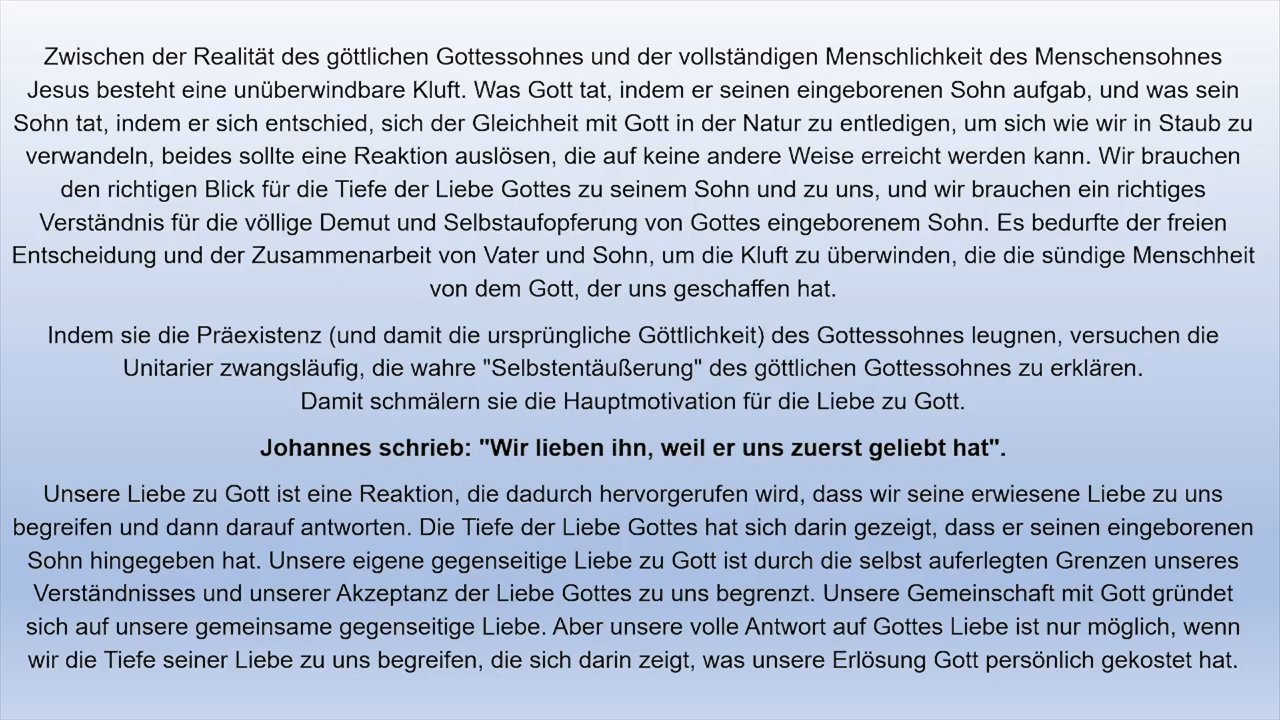 Zwischen der Realität des göttlichen Gottessohnes und der vollständigen Menschlichkeit des Menschensohnes
Jesus besteht eine unüberwindbare Kluft. Was Gott tat, indem er seinen eingeborenen Sohn aufgab, und was sein
Sohn tat, indem er sich entschied, sich der Gleichheit mit Gott in der Natur zu entledigen, um sich wie wir in Staub zu
verwandeln, beides sollte eine Reaktion auslösen, die auf keine andere Weise erreicht werden kann. Wir brauchen
den richtigen Blick für die Tiefe der Liebe Gottes zu seinem Sohn und zu uns, und wir brauchen ein richtiges
Verständnis für die völlige Demut und Selbstaufopferung von Gottes eingeborenem Sohn. Es bedurfte der freien
Entscheidung und der Zusammenarbeit von Vater und Sohn, um die Kluft zu überwinden, die die sündige Menschheit
von dem Gott, der uns geschaffen hat.
Indem sie die Präexistenz (und damit die ursprüngliche Göttlichkeit) des Gottessohnes leugnen, versuchen die
Unitarier zwangsläufig, die wahre "Selbstentäußerung" des göttlichen Gottessohnes zu erklären.
Damit schmälern sie die Hauptmotivation für die Liebe zu Gott.
Johannes schrieb: "Wir lieben ihn, weil er uns zuerst geliebt hat".
Unsere Liebe zu Gott ist eine Reaktion, die dadurch hervorgerufen wird, dass wir seine erwiesene Liebe zu uns
begreifen und dann darauf antworten. Die Tiefe der Liebe Gottes hat sich darin gezeigt, dass er seinen eingeborenen
Sohn hingegeben hat. Unsere eigene gegenseitige Liebe zu Gott ist durch die selbst auferlegten Grenzen unseres
Verständnisses und unserer Akzeptanz der Liebe Gottes zu uns begrenzt. Unsere Gemeinschaft mit Gott gründet
sich auf unsere gemeinsame gegenseitige Liebe. Aber unsere volle Antwort auf Gottes Liebe ist nur möglich, wenn
wir die Tiefe seiner Liebe zu uns begreifen, die sich darin zeigt, was unsere Erlösung Gott persönlich gekostet hat.